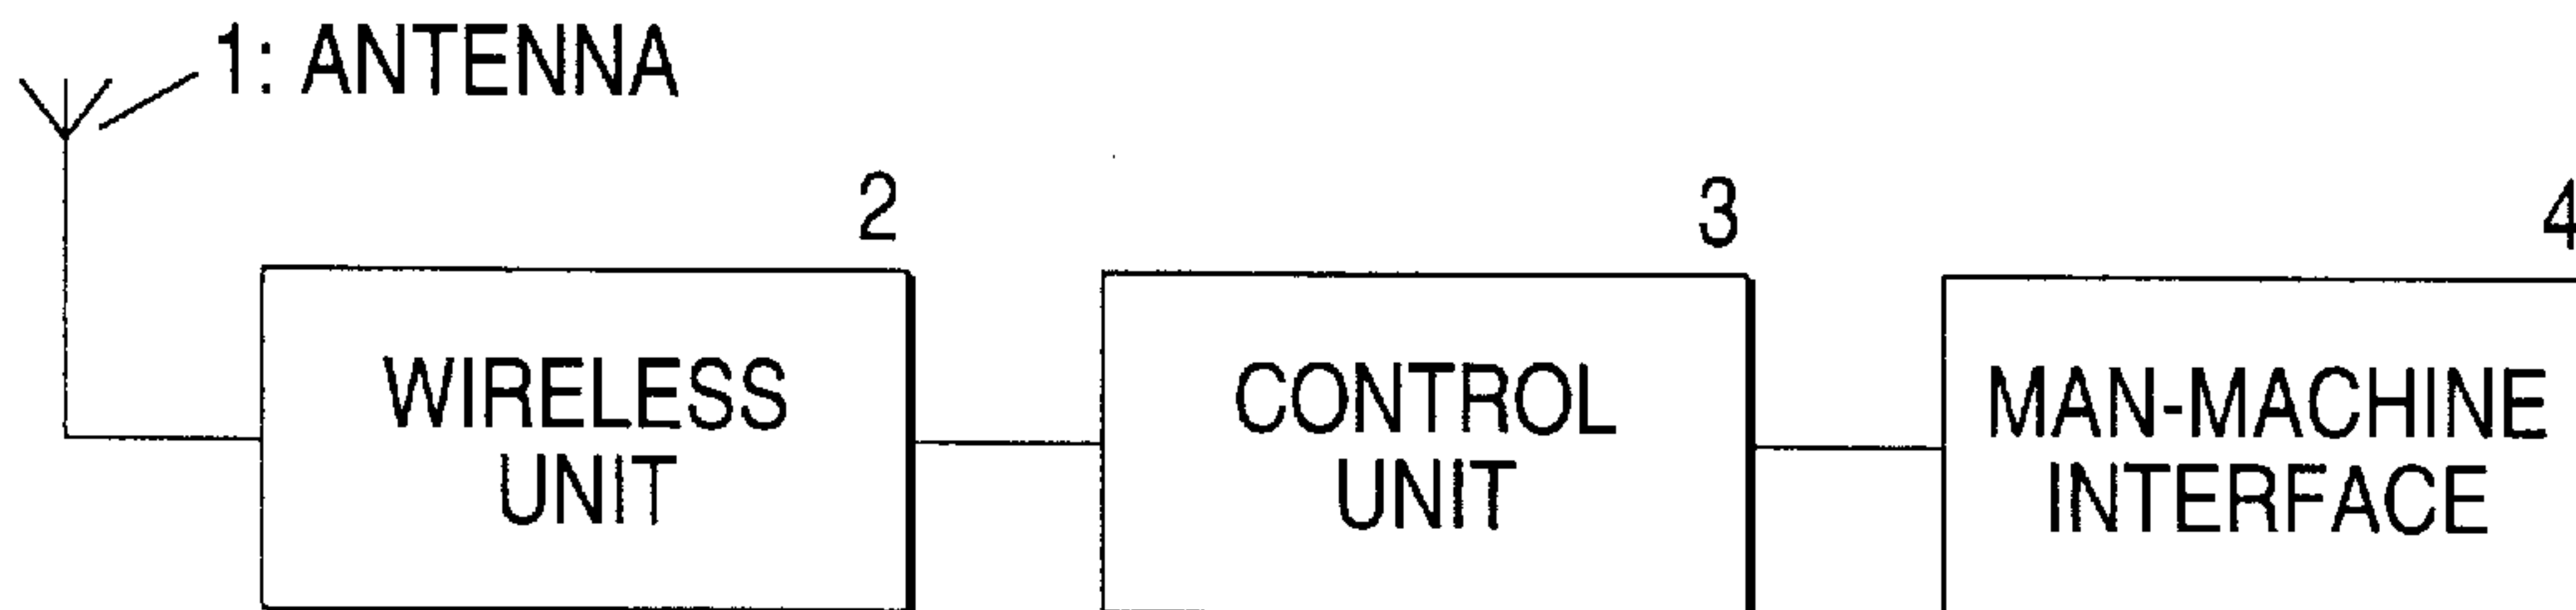 1: ANTENNA
2
3
4
WIRELESS
UNIT
CONTROL
UNIT
MAN-MACHINE
INTERFACE